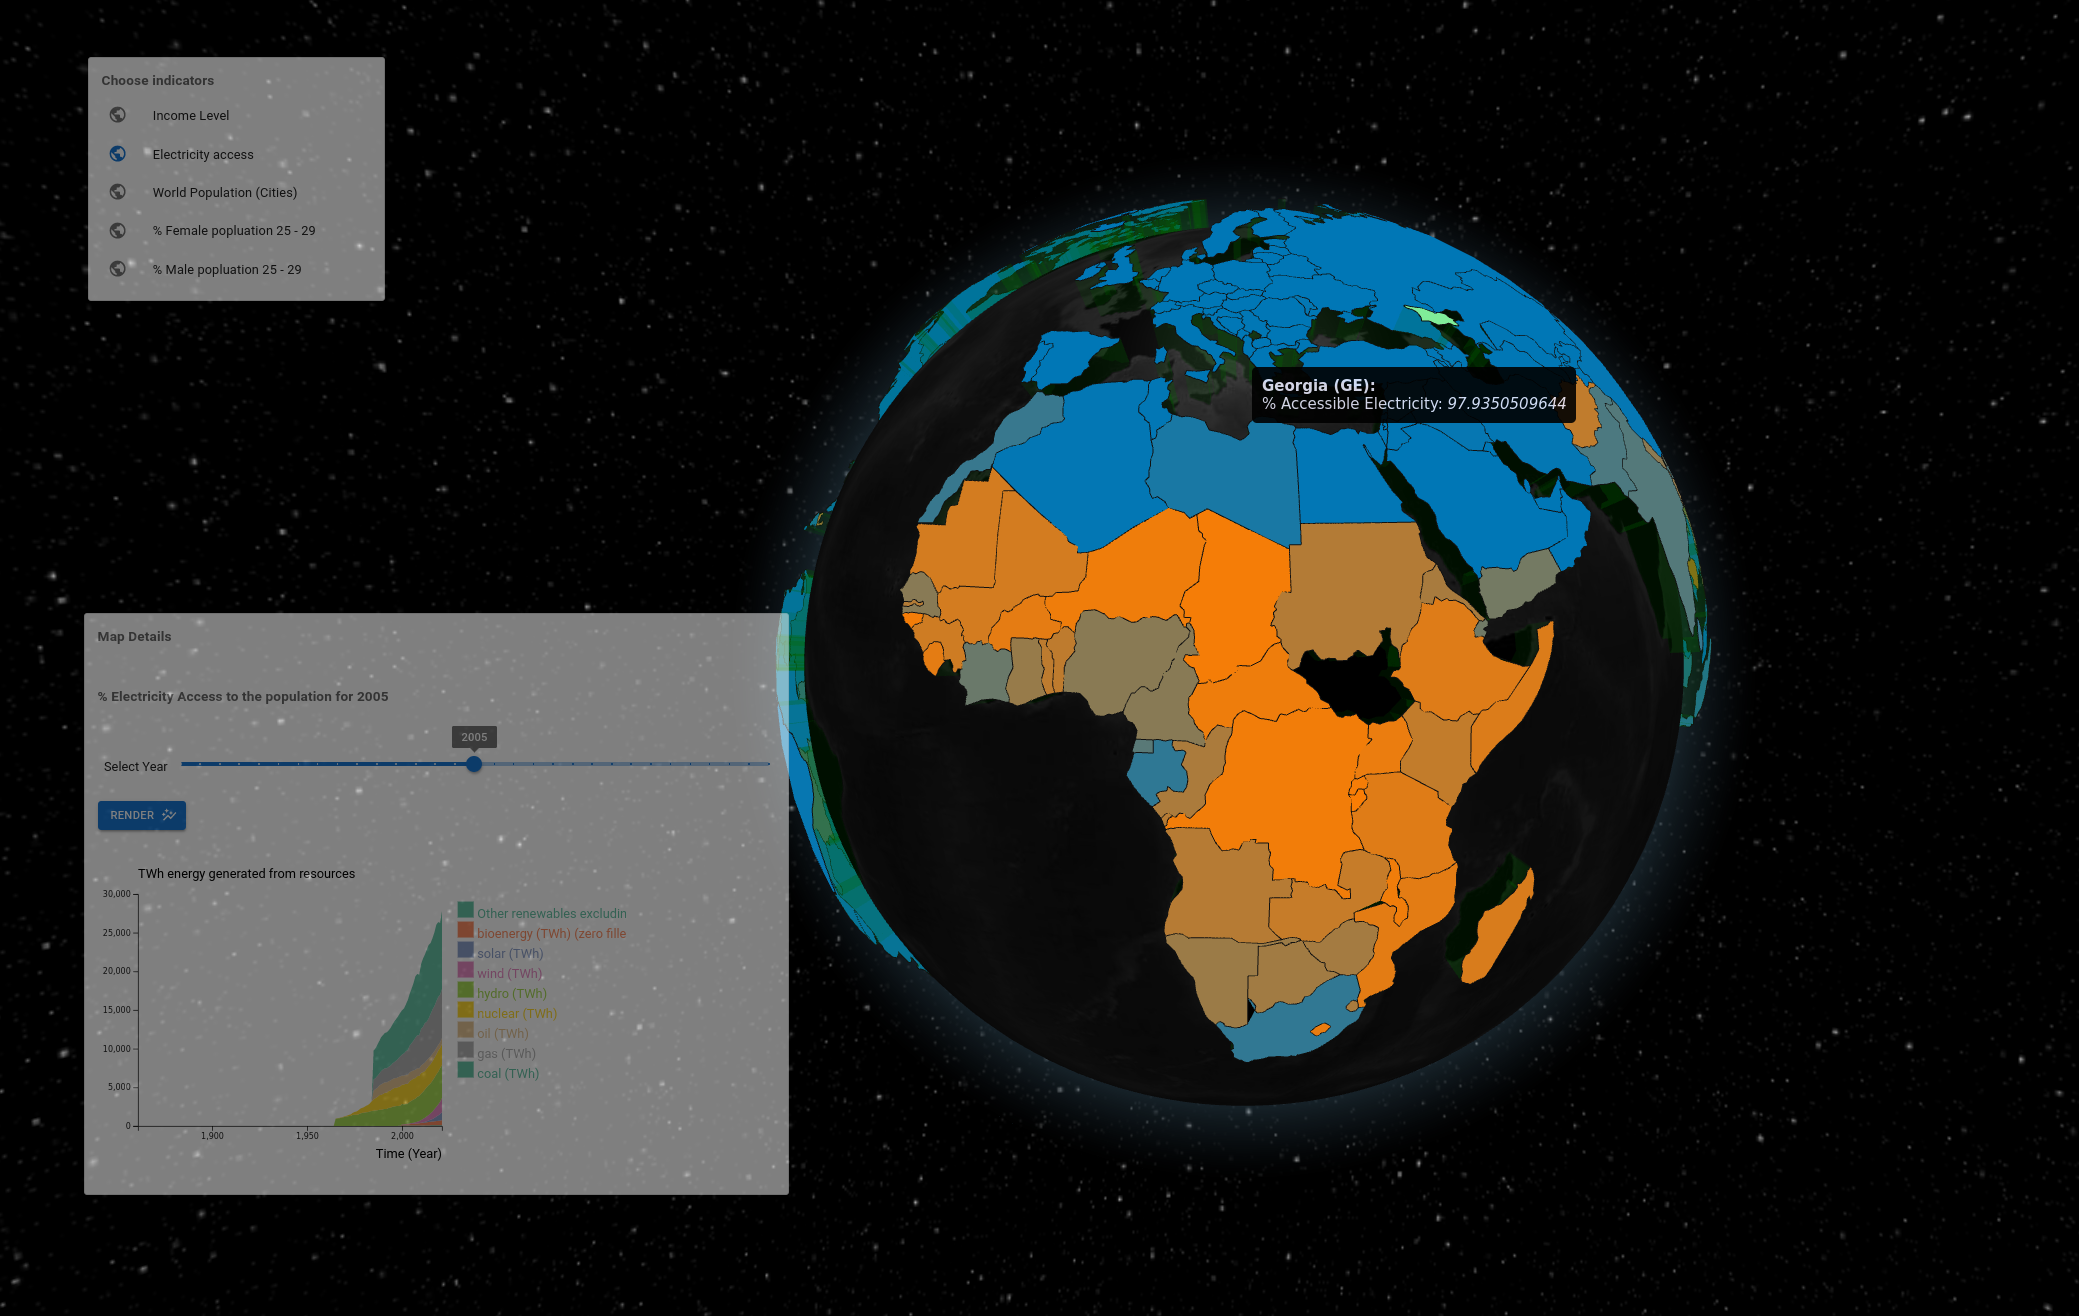 Choose indicators
Income Level
Electricity access
World Population (Cities)
% Female popluation 25 - 29
% Male popluation 25 - 29
Georgia (GE):
% Accessible Electricity: 97.9350509644
Map Details
% Electricity Access to the population for 2005
2005
Select Year
RENDER
TWh energy generated from resources
30,000
25,000
20,000
15,000
10,000
5,000
0
1,900
1,950
2,000
Time (Year)
Other renewables excludin
bioenergy (TWh) (zero fille
solar (TWh)
wind (TWh)
hydro (TWh)
nuclear (TWh)
oil (TWh)
gas (TWh)
coal (TWh)